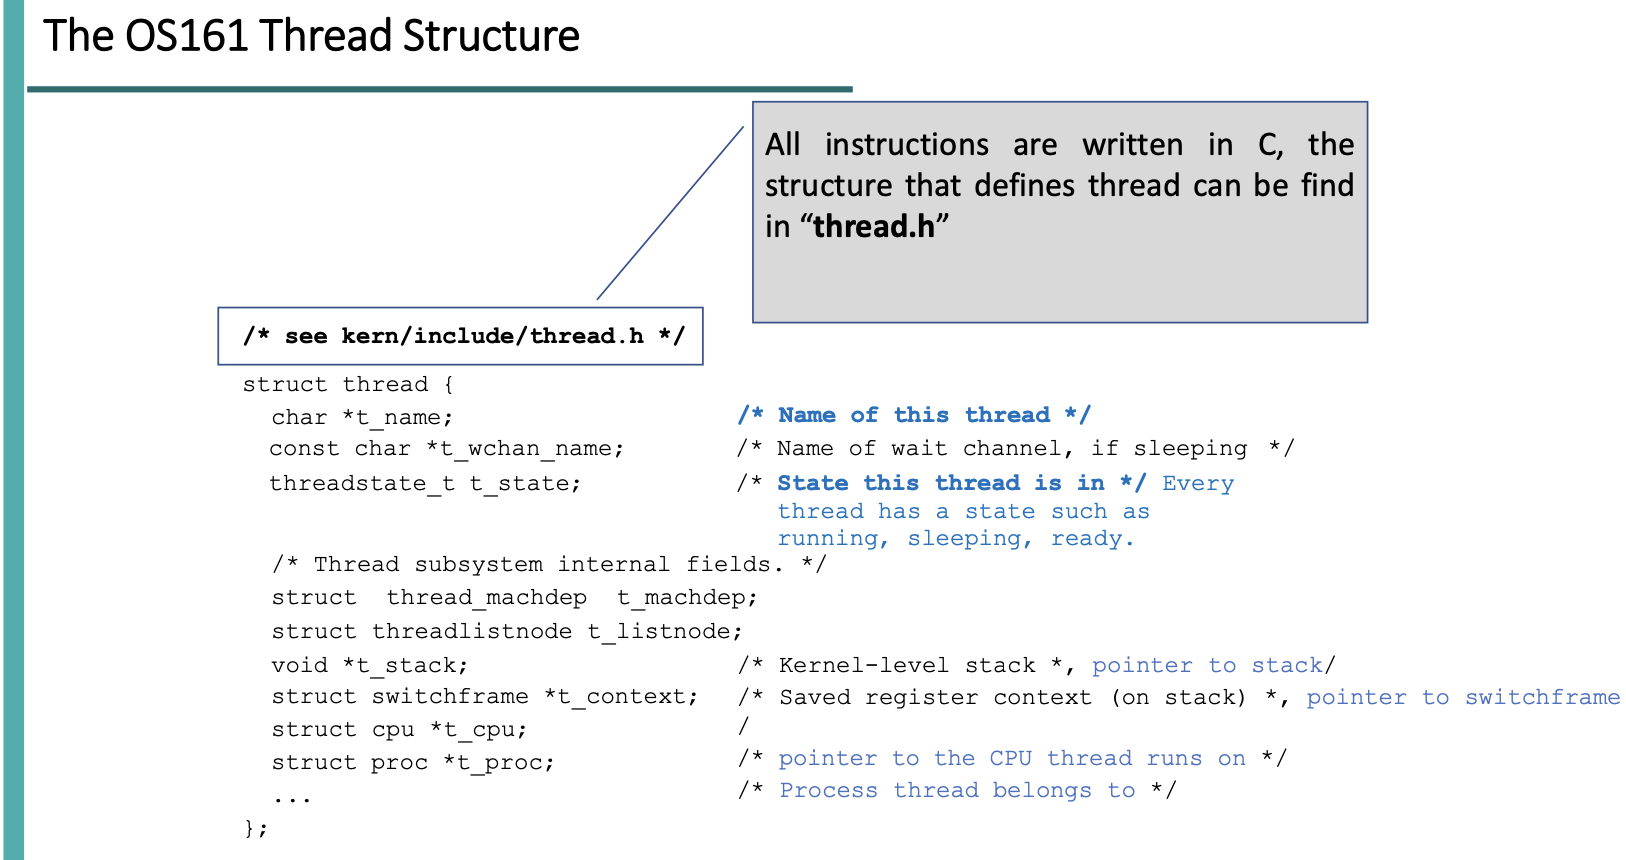 The OS161 Thread Structure
All instructions are written in C, the
structure that defines thread can be find
in “thread.h”
/* see kern/include/thread.h */
struct thread {
char *t_name; /* Name of this thread */
const char *t_wchan_name; /* Name of wait channel, if sleeping */
threadstate_t t_state; /* State this thread is in */ Every
thread has a state such as
running, sleeping, ready.
/* Thread subsystem internal fields. */
struct thread_machdep t_machdep;
struct threadlistnode t_listnode;
void *t_stack; /* Kernel-level stack *, pointer to stack/
struct switchframe *t_context; /* Saved register context (on stack) *, pointer to switchframe
struct cpu *t_cpu; /
struct proc *t_proc; /* pointer to the CPU thread runs on */
... /* Process thread belongs to */
};